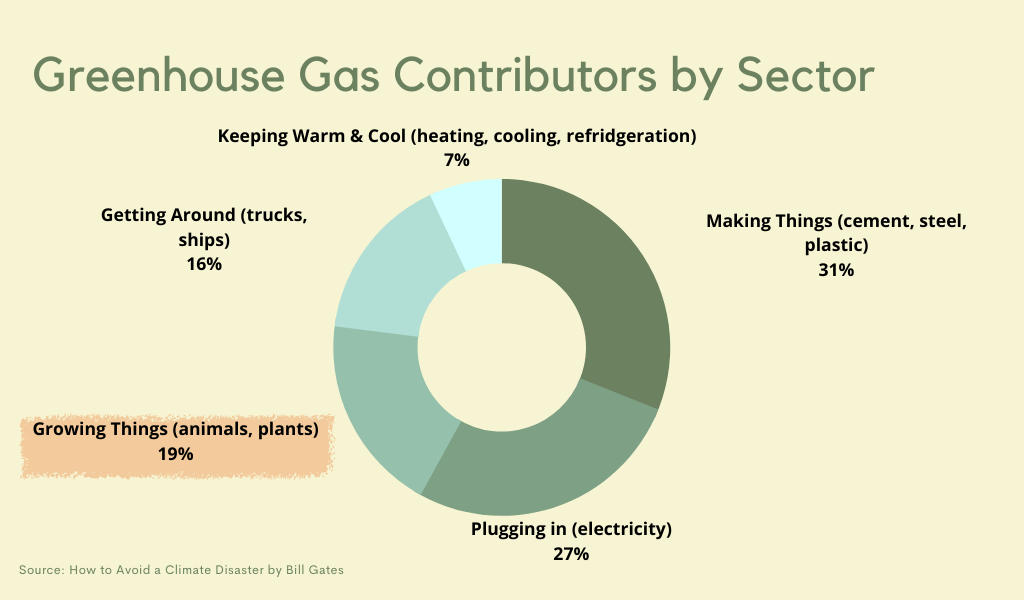 Greenhouse Gas Contributors by Sector
Keeping Warm & Cool (heating, cooling, refridgeration)
7%
Getting Around (trucks,
ships)
16%
Making Things (cement, steel,
plastic)
31%
Growing Things (animals, plants)
19%
Plugging in (electricity)
27%
Source: How to Avoid a Climate Disaster by Bill Gates